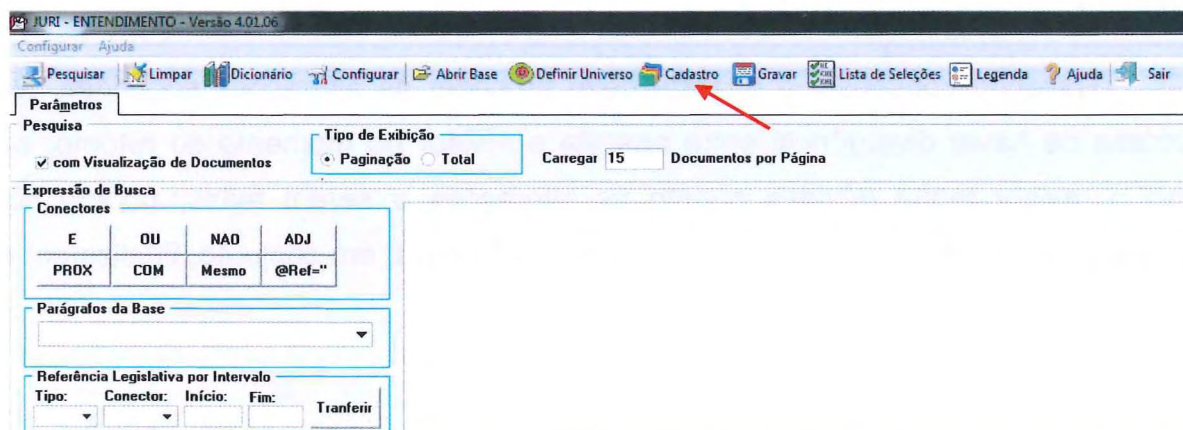 JURI - ENTENDIMENTO - Versão 4.01.06
Configurar Ajuda
Pesquisar Limpar Dicionário Configurar Abrir Base Definir Universo Cadastro Gravar Lista de Seleções Legenda Ajuda Sair
Parâmetros
Pesquisa
com Visualização de Documentos
Tipo de Exibição
Paginação Total
Carregar 15 Documentos por Página
Expressão de Busca
Conectores
E OU NAO ADJ
PROX COM Mesmo @Ref="
Parágrafos da Base
Referência Legislativa por Intervalo
Tipo: Conector: Início: Fim:
Tranferir